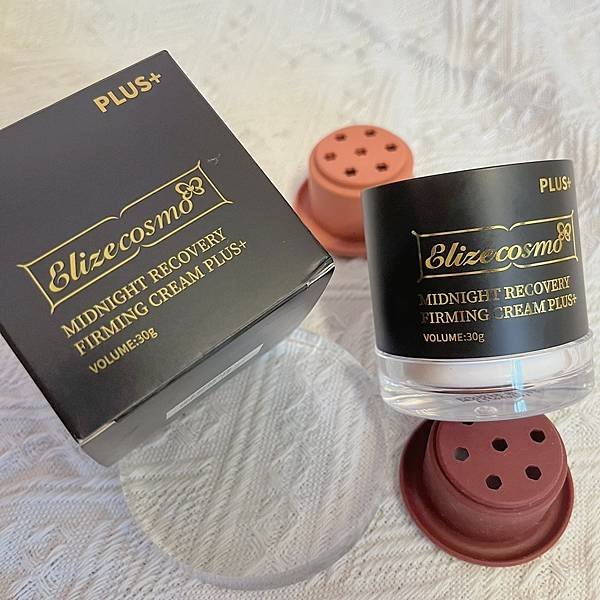 PLUS+
Elizecosmo
MIDNIGHT RECOVERY
FIRMING CREAM PLUS+
VOLUME:30g
PLUS+
Elizecosmo
MIDNIGHT RECOVERY
FIRMING CREAM PLUS+
VOLUME:30g